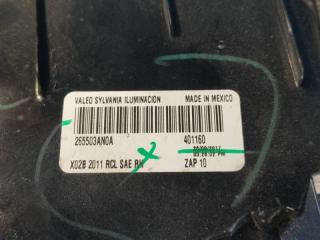 VALEO SYLVANIA ILUMINACION MADE IN MEXICO
265503AN0A 401160
X02B 2011 RCL SAE RH ZAP 10